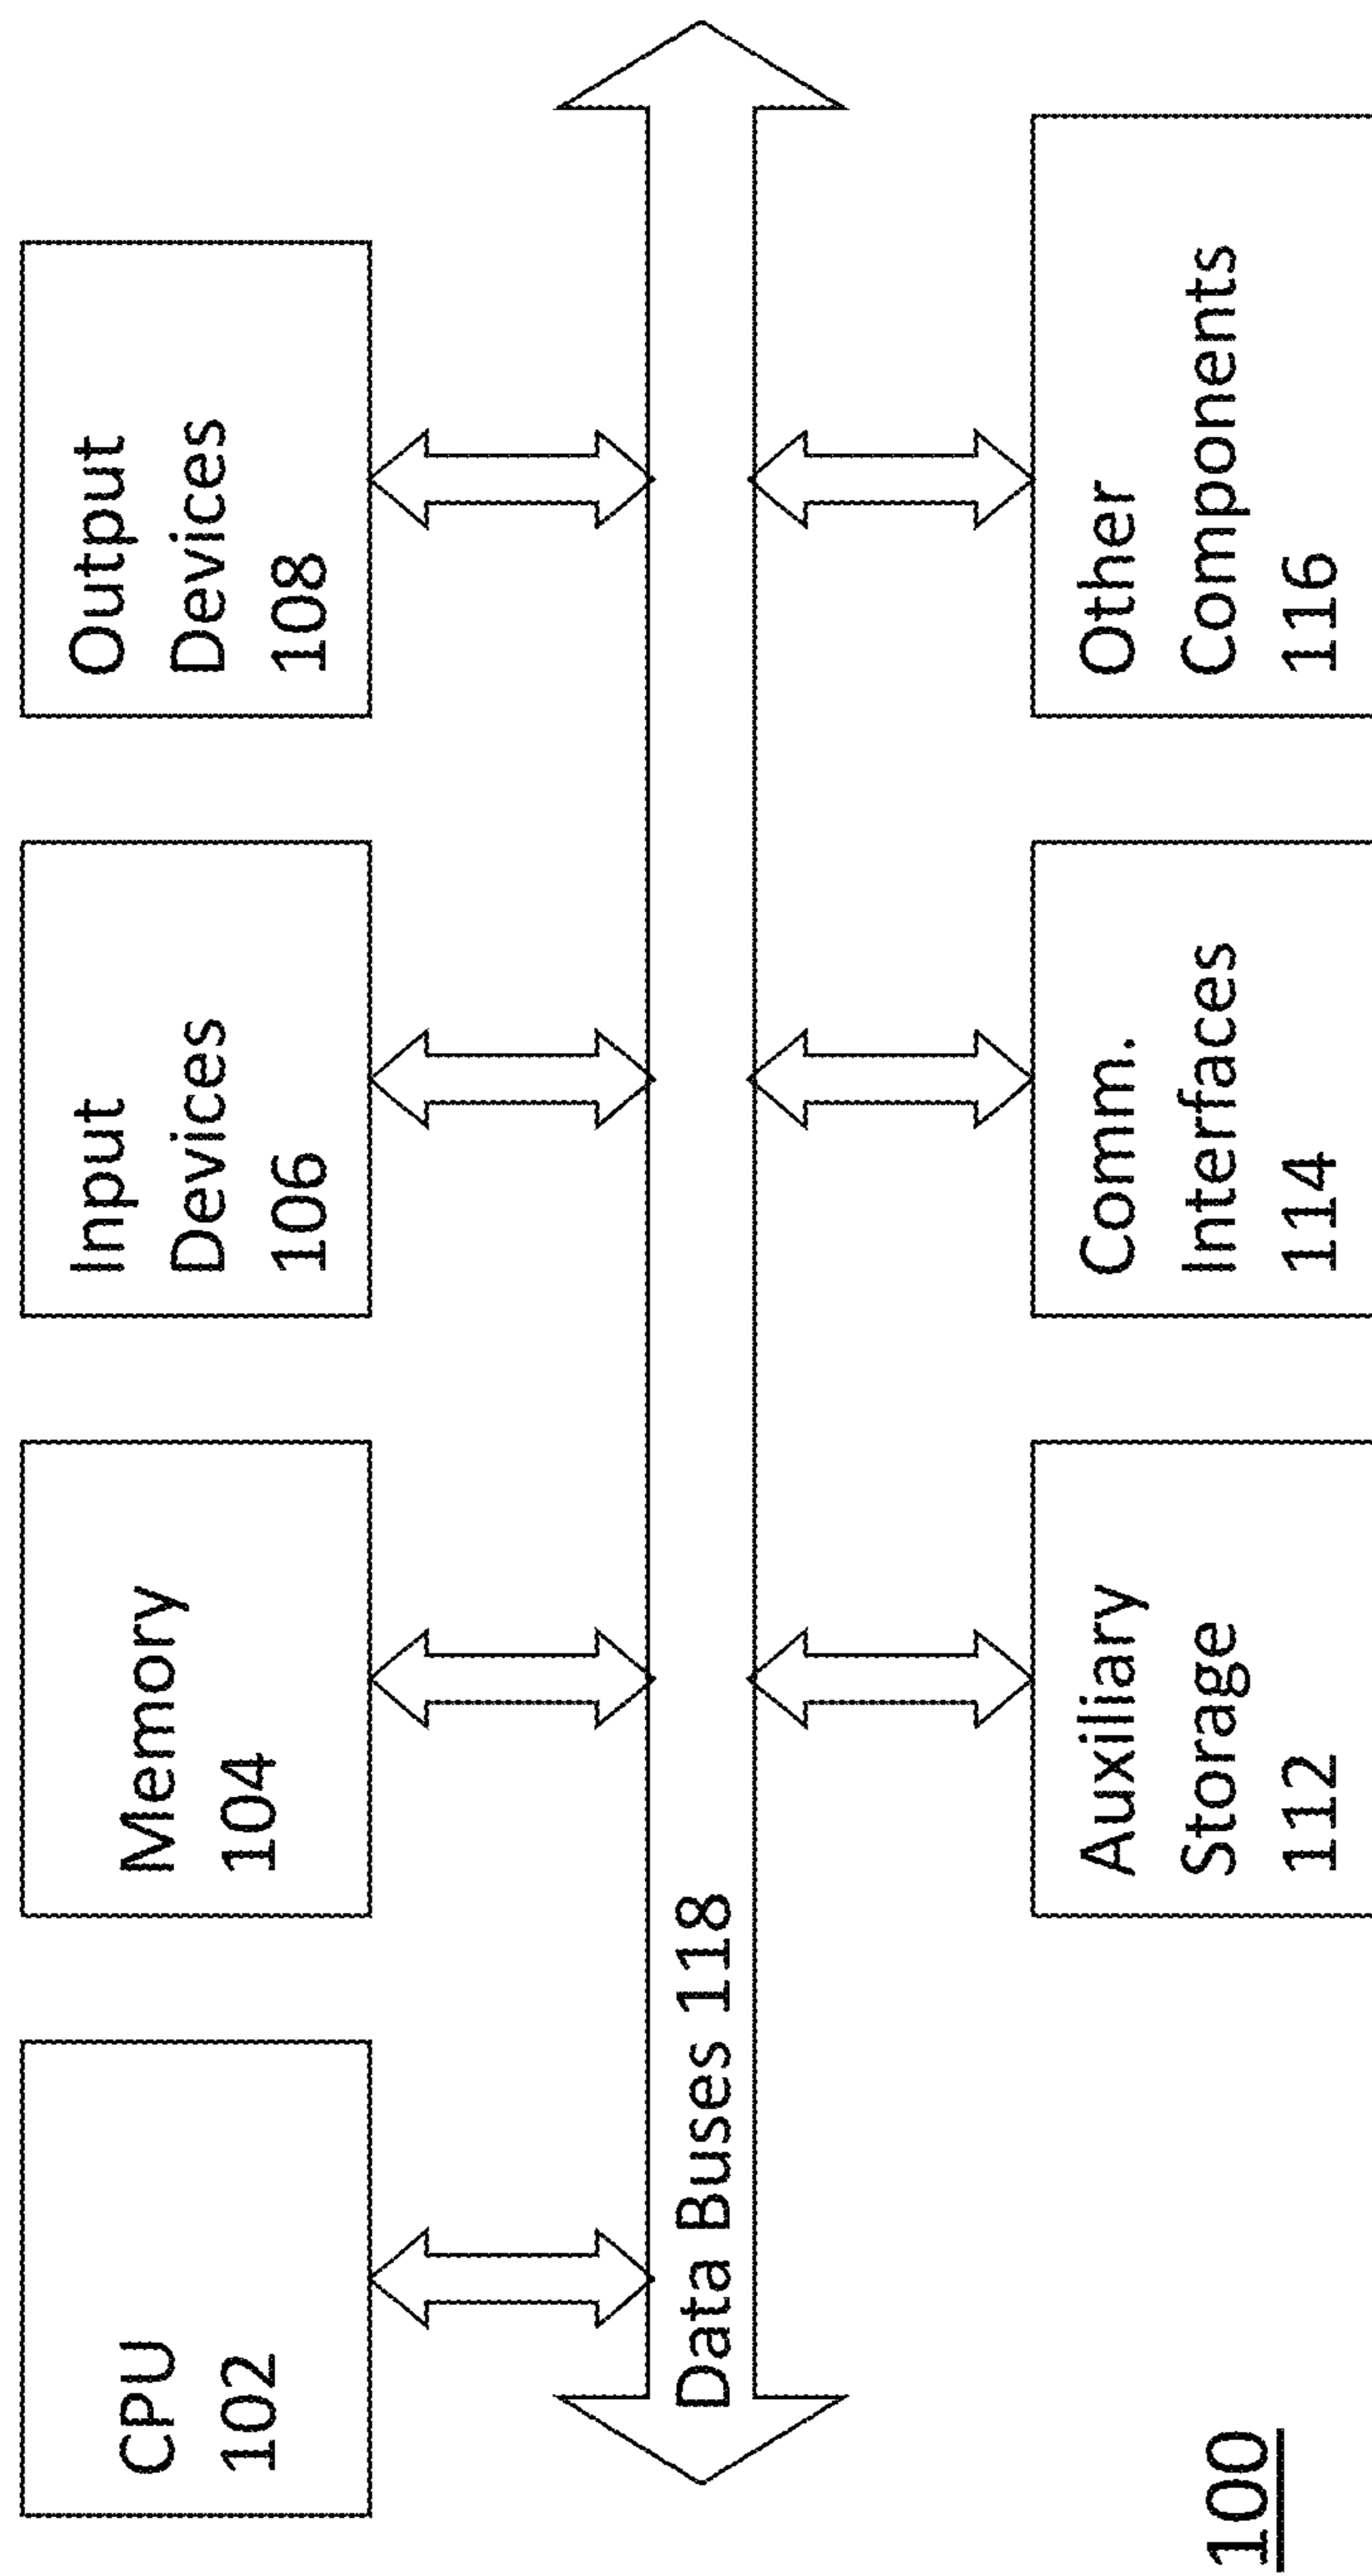 CPU
102
Memory
104
Input
Devices
106
Output
Devices
108
Data Buses 118
Auxiliary
Storage
112
Comm.
Interfaces
114
Other
Components
116
100